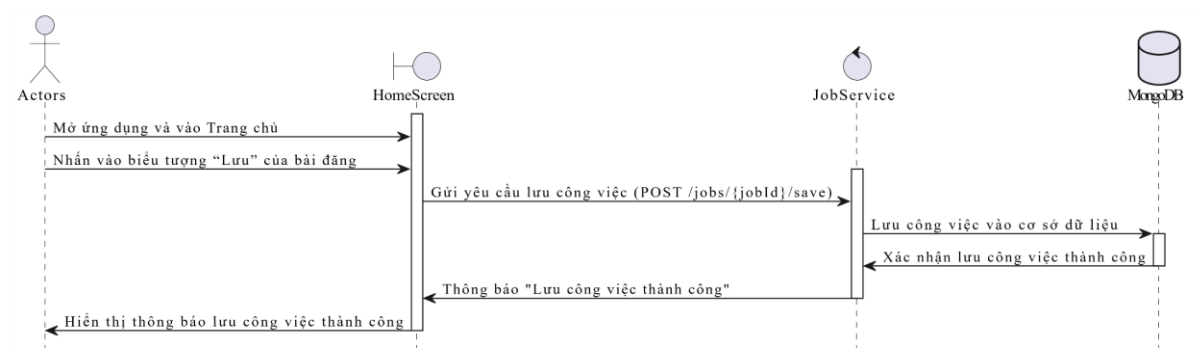 Actors
HomeScreen
JobService
MongoDB
Mở ứng dụng và vào Trang chủ
Nhấn vào biểu tượng “Lưu” của bài đăng
Gửi yêu cầu lưu công việc (POST /jobs/{jobId}/save)
Lưu công việc vào cơ sở dữ liệu
Xác nhận lưu công việc thành công
Thông báo "Lưu công việc thành công"
Hiển thị thông báo lưu công việc thành công